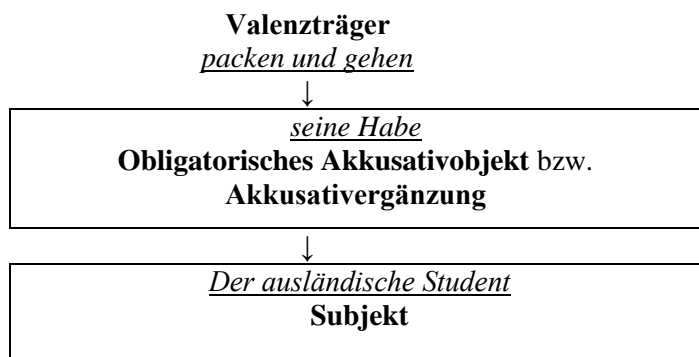 Valenzträger
packen und gehen
↓
seine Habe
Obligatorisches Akkusativobjekt bzw.
Akkusativergänzung
↓
Der ausländische Student
Subjekt